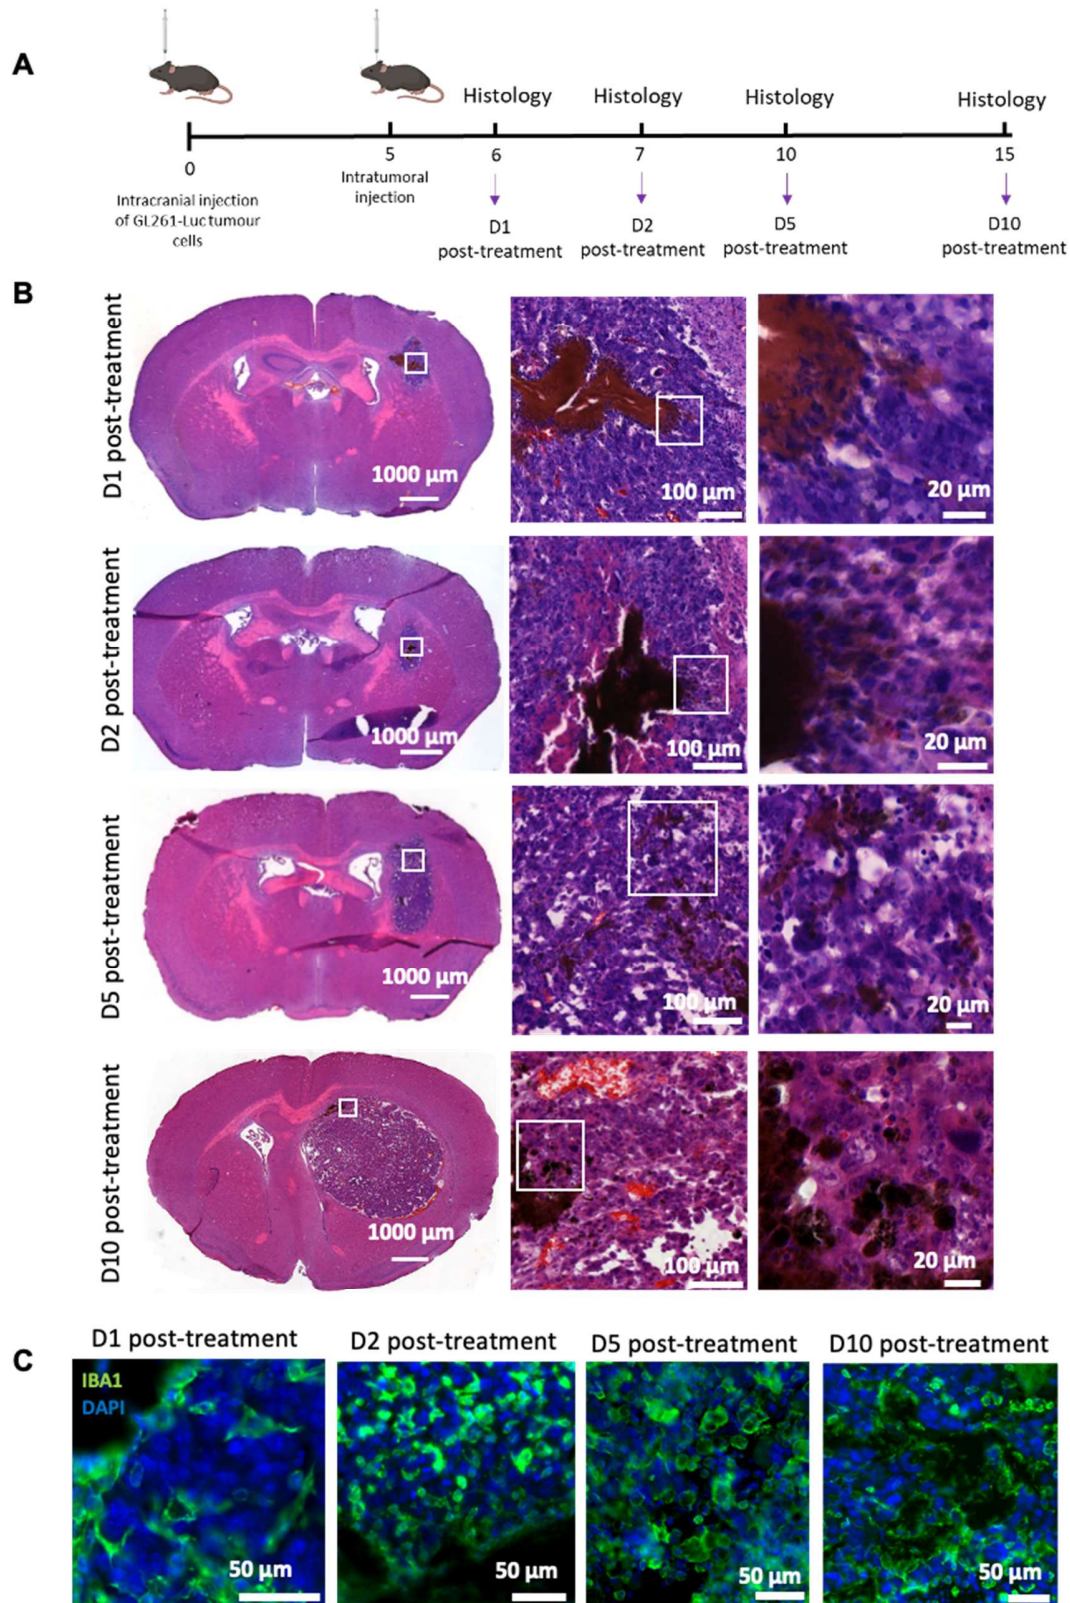 A
Histology
Histology
Histology
Histology
0
5
6
7
10
15
Intracranial injection
of GL261-Luc tumour
cells
Intratumoral
injection
D1
post-treatment
D2
post-treatment
D5
post-treatment
D10
post-treatment
B
D1 post-treatment
1000 µm
100 µm
20 µm
D2 post-treatment
1000 µm
100 µm
20 µm
D5 post-treatment
1000 µm
100 µm
20 µm
D10 post-treatment
1000 µm
100 µm
20 µm
C
D1 post-treatment
D2 post-treatment
D5 post-treatment
D10 post-treatment
IBA1
DAPI
50 µm
50 µm
50 µm
50 µm